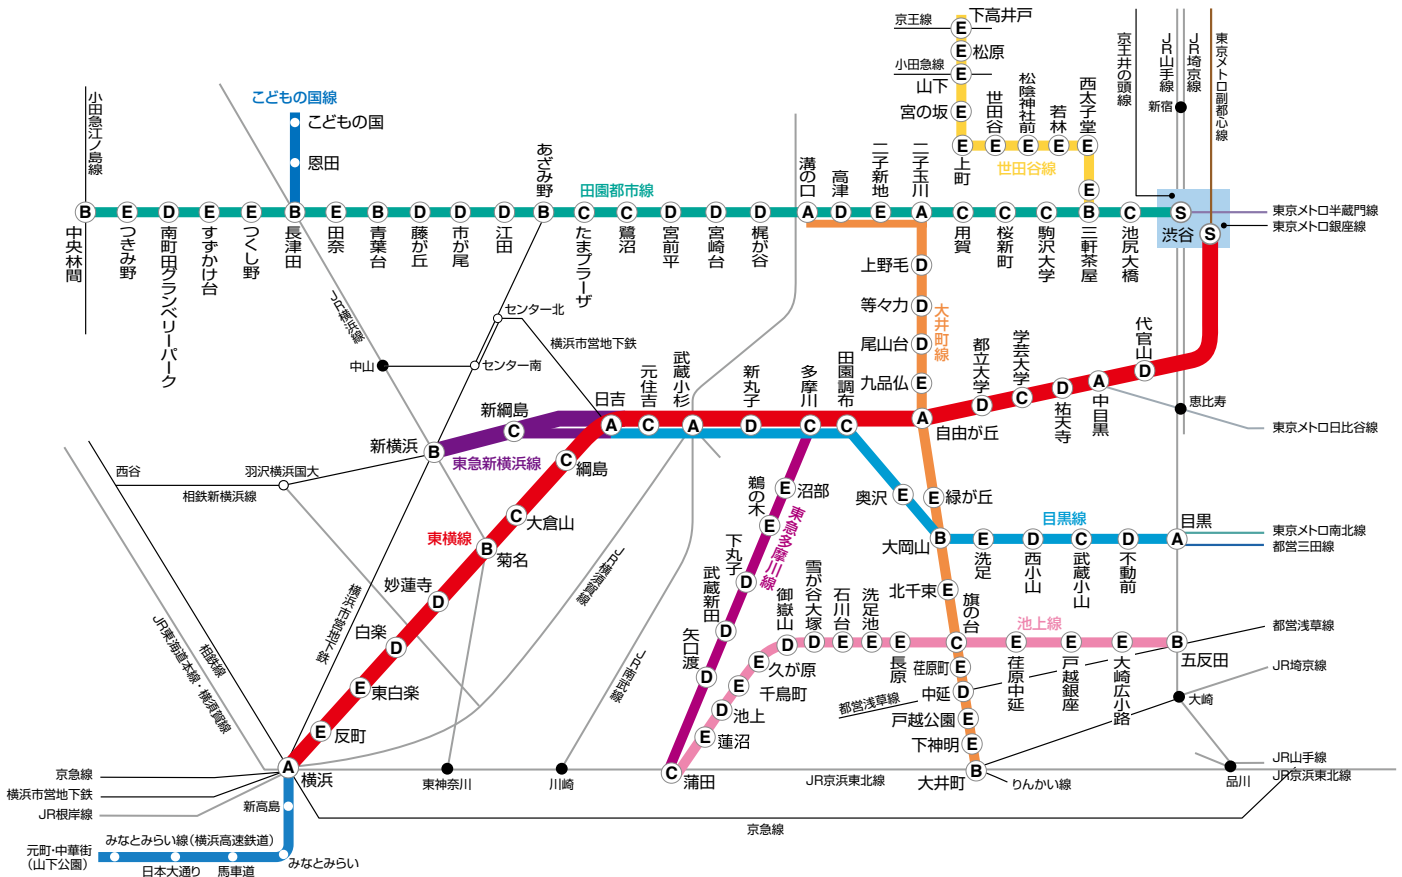 京王線
下高井戸
E
E
松原
小田急線
E
山下
E
宮の坂
E
上町
E
世田谷
E
松陰神社前
E
若林
E
西太子堂
E
世田谷線
京王井の頭線
JR山手線
JR埼京線
東京メトロ副都心線
新宿
小田急江ノ島線
こどもの国線
こどもの国
恩田
田園都市線
B
中央林間
E
つきみ野
D
南町田グランベリーパーク
E
すずかけ台
E
つくし野
B
長津田
E
田奈
B
青葉台
D
藤が丘
D
市が尾
D
江田
B
あざみ野
C
たまプラーザ
C
鷺沼
D
宮前平
D
宮崎台
D
梶が谷
A
溝の口
D
高津
E
二子新地
A
二子玉川
C
用賀
C
桜新町
C
駒沢大学
B
三軒茶屋
C
池尻大橋
S
渋谷
S
東京メトロ半蔵門線
東京メトロ銀座線
D
上野毛
D
等々力
D
尾山台
E
九品仏
大井町線
JR横浜線
センター北
センター南
中山
横浜市営地下鉄
A
日吉
C
元住吉
A
武蔵小杉
D
新丸子
C
多摩川
C
田園調布
A
自由が丘
D
都立大学
C
学芸大学
D
祐天寺
A
中目黒
D
代官山
恵比寿
東京メトロ日比谷線
C
新綱島
B
新横浜
東急新横浜線
西谷
羽沢横浜国大
相鉄新横浜線
C
綱島
C
大倉山
東横線
B
菊名
D
妙蓮寺
D
白楽
E
東白楽
E
反町
A
横浜
横浜市営地下鉄
相鉄線
JR東海道本線・横須賀線
JR横須賀線
JR南武線
E
沼部
E
鵜の木
D
下丸子
D
武蔵新田
D
矢口渡
東急多摩川線
C
蒲田
E
奥沢
E
緑が丘
B
大岡山
目黒線
E
洗足
D
西小山
C
武蔵小山
D
不動前
A
目黒
東京メトロ南北線
都営三田線
E
北千束
C
旗の台
E
荏原町
D
中延
E
戸越公園
E
下神明
B
大井町
りんかい線
都営浅草線
池上線
E
蓮沼
D
池上
E
千鳥町
E
久が原
D
御嶽山
D
雪が谷大塚
E
石川台
E
洗足池
E
長原
E
荏原中延
E
戸越銀座
E
大崎広小路
B
五反田
都営浅草線
JR埼京線
大崎
品川
JR山手線
JR京浜東北線
JR京浜東北線
東神奈川
川崎
京急線
横浜市営地下鉄
JR根岸線
京急線
新高島
みなとみらい線(横浜高速鉄道)
元町・中華街
(山下公園)
日本大通り
馬車道
みなとみらい